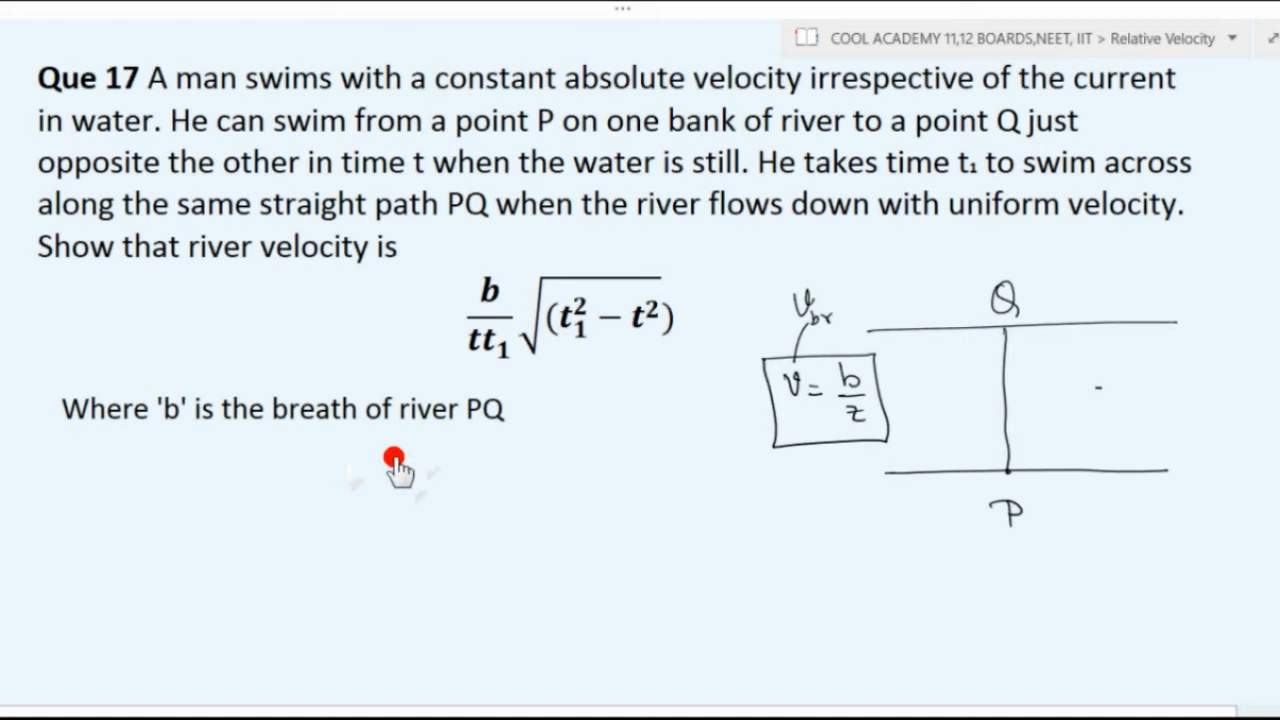 COOL ACADEMY 11,12 BOARDS,NEET, IIT > Relative Velocity
Que 17 A man swims with a constant absolute velocity irrespective of the current
in water. He can swim from a point P on one bank of river to a point Q just
opposite the other in time t when the water is still. He takes time t₁ to swim across
along the same straight path PQ when the river flows down with uniform velocity.
Show that river velocity is
b/tt₁ √(t₁² − t²)
Where 'b' is the breath of river PQ
v_br
v = b/t
Q
P